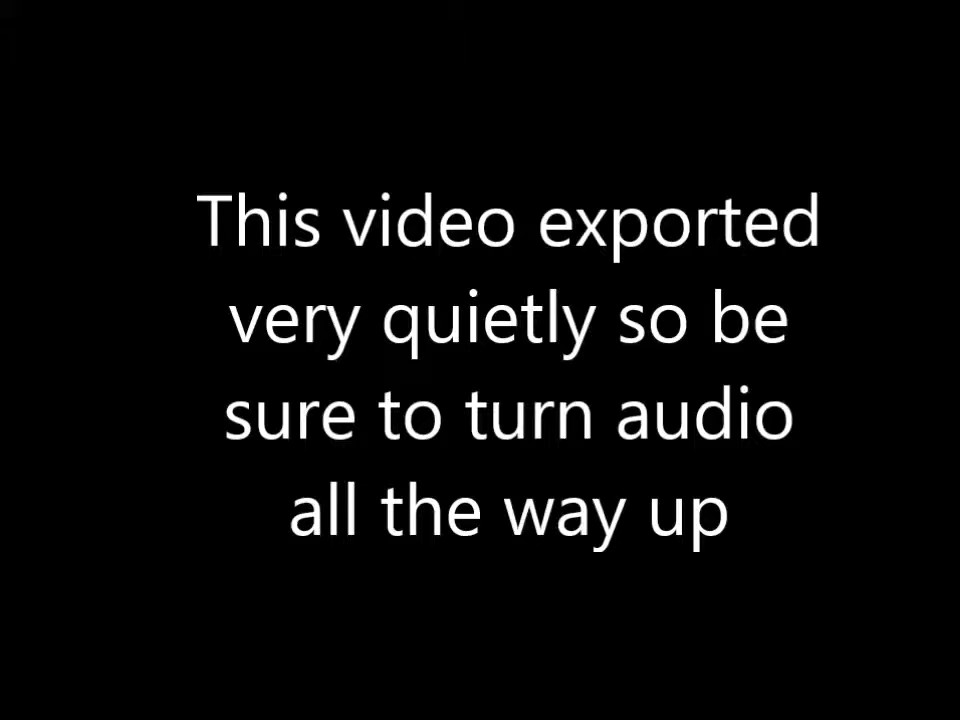 This video exported
very quietly so be
sure to turn audio
all the way up